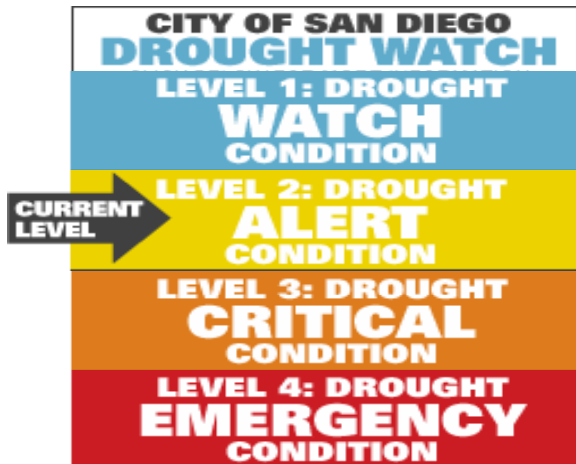 CITY OF SAN DIEGO
DROUGHT WATCH
LEVEL 1: DROUGHT
WATCH
CONDITION
CURRENT
LEVEL
LEVEL 2: DROUGHT
ALERT
CONDITION
LEVEL 3: DROUGHT
CRITICAL
CONDITION
LEVEL 4: DROUGHT
EMERGENCY
CONDITION